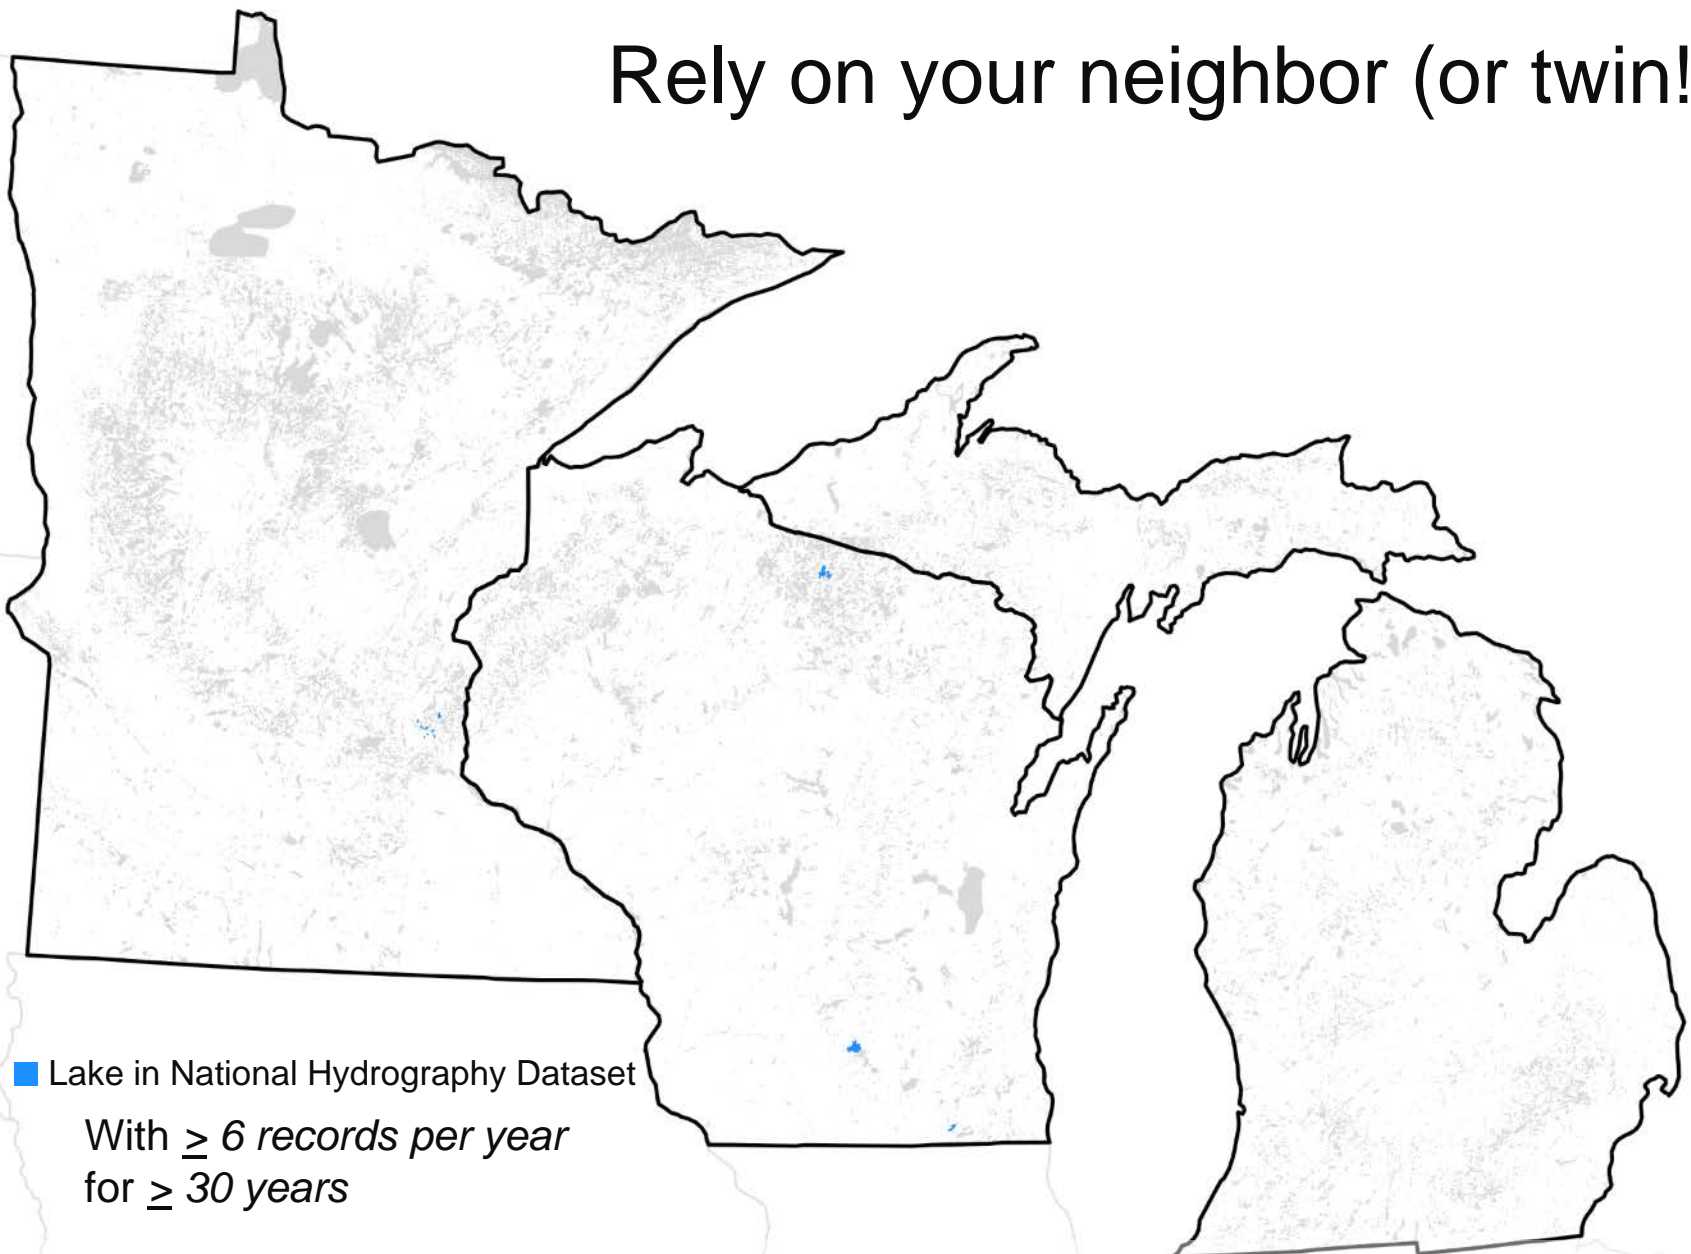 Rely on your neighbor (or twin!
Lake in National Hydrography Dataset
With ≥ 6 records per year
for ≥ 30 years